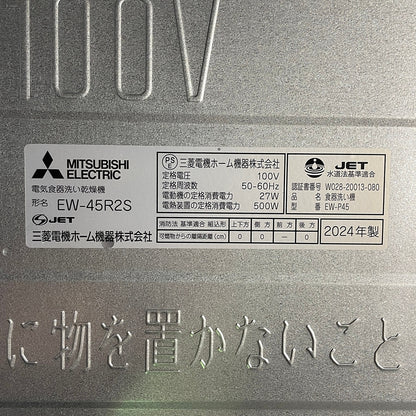 100V
MITSUBISHI
ELECTRIC
電気食器洗い乾燥機
形名 EW-45R2S
S JET
三菱電機ホーム機器株式会社
PS
E
三菱電機ホーム機器株式会社
定格電圧 100V
定格周波数 50-60Hz
電動機の定格消費電力 27W
電熱装置の定格消費電力 500W
消防法 基準適合 組込形 上 下 方 側 方 前 方 後 方
可燃物からの離隔距離(cm) 0 0 － 0
JET
水道法基準適合
認証書番号 W028-20013-080
品 名 食器洗い機
型 名 EW-P45
2024年製
に物を置かないこと